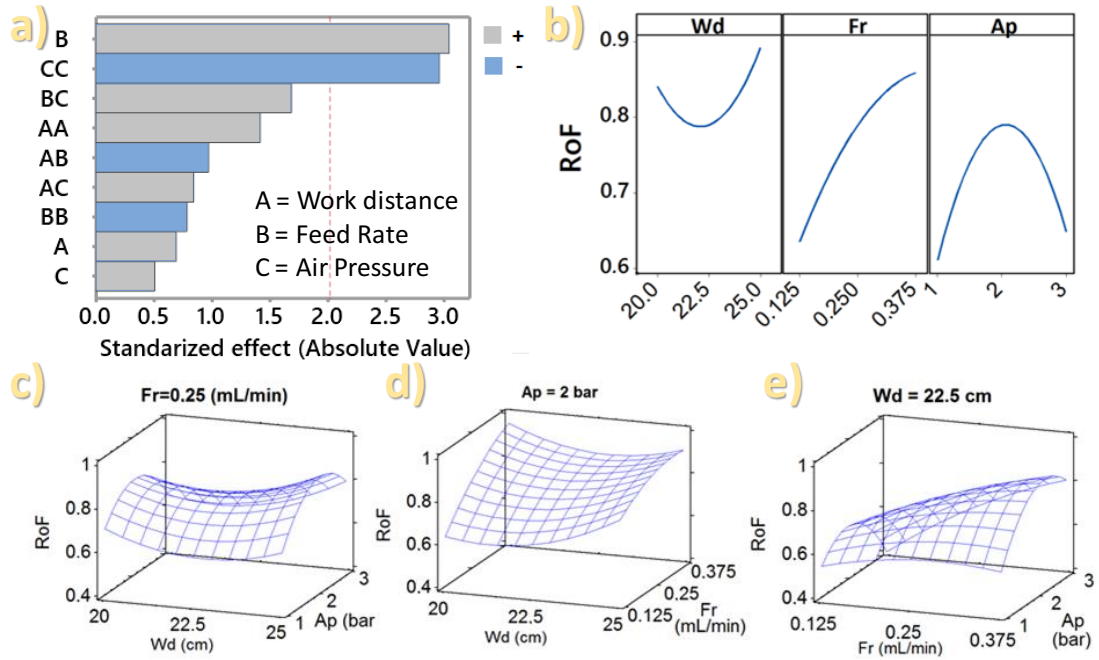 a)
B
CC
BC
AA
AB
AC
BB
A
C
+
-
A = Work distance
B = Feed Rate
C = Air Pressure
0.0 0.5 1.0 1.5 2.0 2.5 3.0
Standarized effect (Absolute Value)
b)
Wd Fr Ap
RoF
0.9
0.8
0.7
0.6
20.0 22.5 25.0 0.125 0.250 0.375 1 2 3
c)
Fr=0.25 (mL/min)
RoF
1
0.8
0.6
0.4
20 22.5 25
Wd (cm)
1 2 3
Ap (bar
d)
Ap = 2 bar
RoF
1
0.8
0.6
0.4
20 22.5 25
Wd (cm)
0.125 0.25 0.375
Fr
(mL/min)
e)
Wd = 22.5 cm
RoF
1
0.8
0.6
0.4
0.125 0.25 0.375
Fr (mL/min)
1 2 3
Ap
(bar)